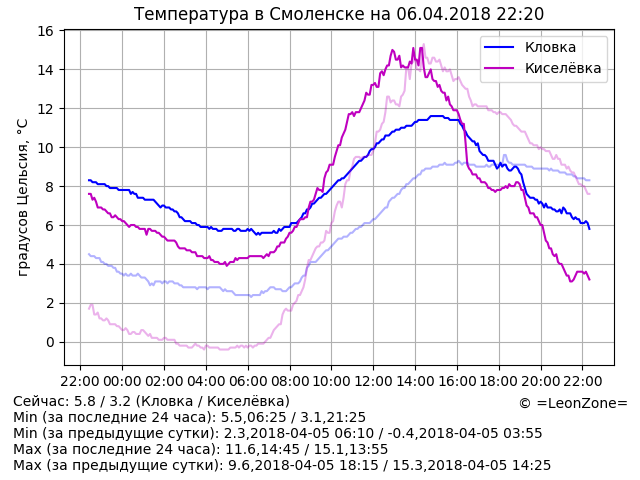 Температура в Смоленске на 06.04.2018 22:20
градусов Цельсия, °C
16
14
12
10
8
6
4
2
0
Кловка
Киселёвка
22:00 00:00 02:00 04:00 06:00 08:00 10:00 12:00 14:00 16:00 18:00 20:00 22:00
Сейчас: 5.8 / 3.2 (Кловка / Киселёвка)
© =LeonZone=
Min (за последние 24 часа): 5.5,06:25 / 3.1,21:25
Min (за предыдущие сутки): 2.3,2018-04-05 06:10 / -0.4,2018-04-05 03:55
Max (за последние 24 часа): 11.6,14:45 / 15.1,13:55
Max (за предыдущие сутки): 9.6,2018-04-05 18:15 / 15.3,2018-04-05 14:25